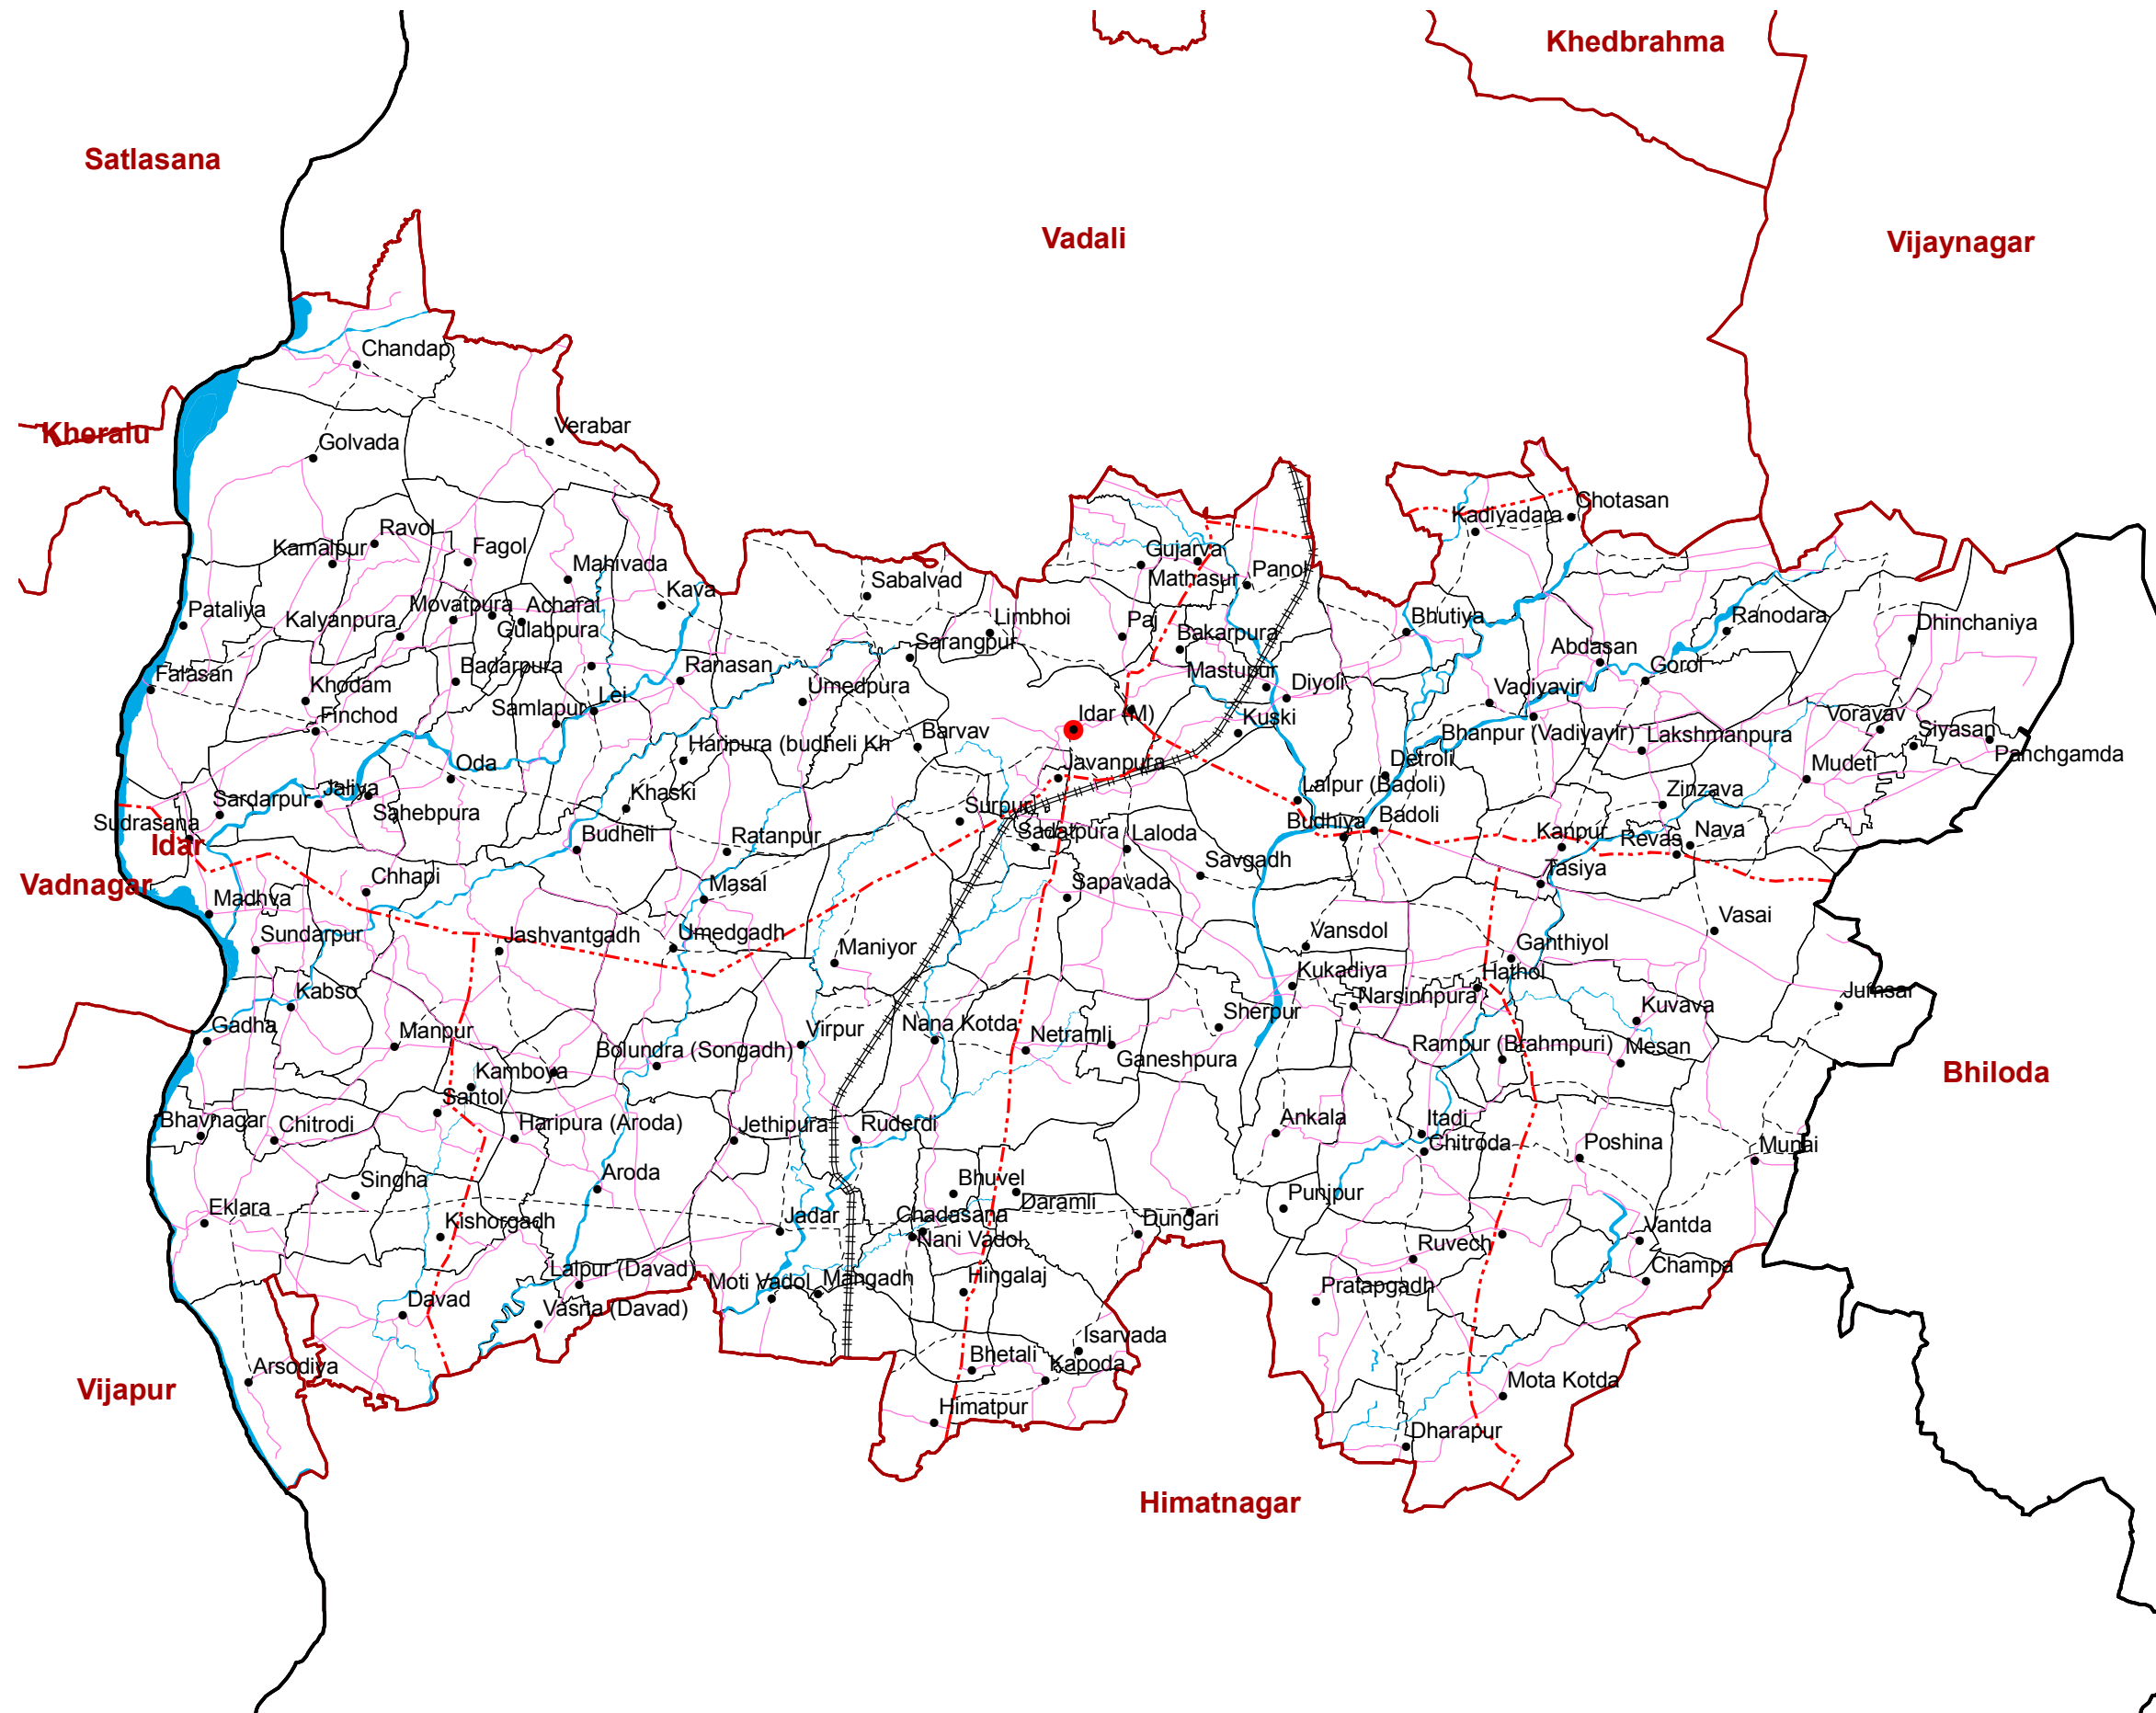 Khedbrahma
Satlasana
Vadali
Vijaynagar
Chandap
Kheralu
Verabar
Golvada
Chotasan
Kadiyadara
Ravol
Kamalpur
Fagol
Gujarva
Mahivada
Mathasur
Panol
Sabalvad
Kava
Pataliya
Movatpura
Acharal
Kalyanpura
Gulabpura
Limbhoi
Paj
Bhutiya
Ranodara
Dhinchaniya
Bakarpura
Sarangpur
Abdasan
Badarpura
Ranasan
Gorol
Falasan
Khodam
Umedpura
Mastupur
Diyoli
Vadiyavir
Lei
Samlapur
Finchod
Idar (M)
Kuski
Voravav
Barvav
Bhanpur (Vadiyavir)
Lakshmanpura
Siyasan
Haripura (budheli Kh
Panchgamda
Oda
Javanpura
Detroli
Mudeti
Jaliya
Lalpur (Badoli)
Zinzava
Sardarpur
Khaski
Surpur
Sahebpura
Badoli
Sudrasana
Budhiya
Budheli
Ratanpur
Laloda
Kanpur
Revas
Nava
Idar
Savgadh
Tasiya
Vadnagar
Chhapi
Masal
Sapavada
Madhva
Vasai
Sundarpur
Jashvantgadh
Umedgadh
Maniyor
Vansdol
Ganthiyol
Kukadiya
Hathol
Kabso
Narsinhpura
Jumsar
Kuvava
Sherpur
Gadha
Manpur
Virpur
Nana Kotda
Netramli
Bolundra (Songadh)
Ganeshpura
Rampur (Brahmpuri)
Mesan
Kamboya
Bhiloda
Santol
Bhavnagar
Chitrodi
Haripura (Aroda)
Jethipura
Ruderdi
Ankala
Itadi
Chitroda
Poshina
Munai
Singha
Aroda
Bhuvel
Daramli
Punjpur
Eklara
Kishorgadh
Jadar
Chadasana
Dungari
Nani Vadol
Vantda
Ruvech
Lalpur (Davad)
Moti Vadol
Mangadh
Hingalaj
Pratapgadh
Champa
Davad
Vasna (Davad)
Isarvada
Arsodiya
Bhetali
Kapoda
Vijapur
Mota Kotda
Himatpur
Dharapur
Himatnagar